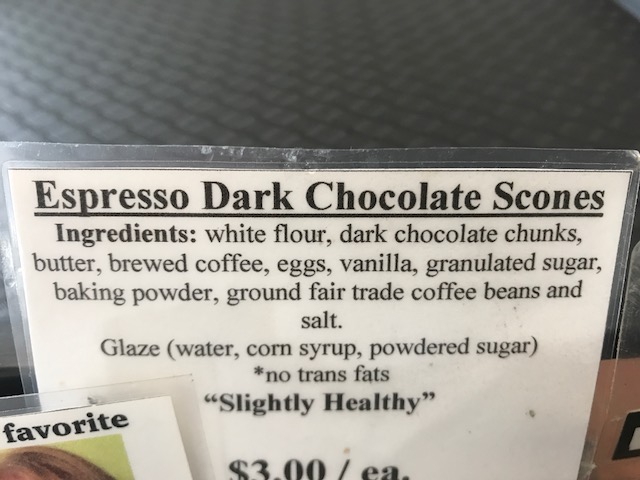 Espresso Dark Chocolate Scones
Ingredients: white flour, dark chocolate chunks,
butter, brewed coffee, eggs, vanilla, granulated sugar,
baking powder, ground fair trade coffee beans and
salt.
Glaze (water, corn syrup, powdered sugar)
*no trans fats
“Slightly Healthy”
favorite
$3.00 / ea.